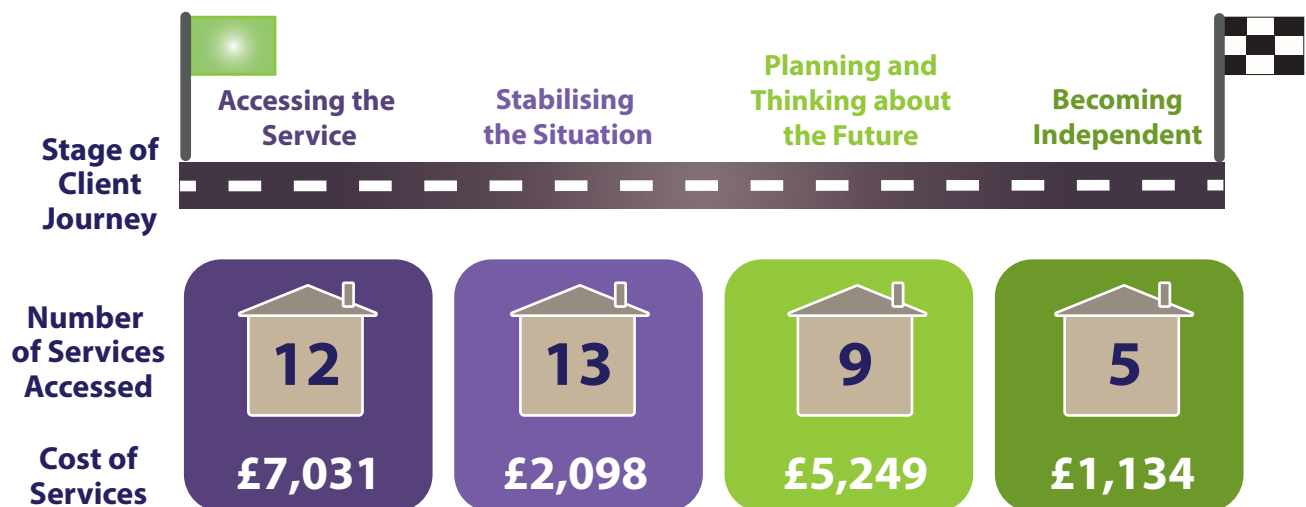 Accessing the
Service
Stabilising
the Situation
Planning and
Thinking about
the Future
Becoming
Independent
Stage of
Client
Journey
Number
of Services
Accessed
12
13
9
5
Cost of
Services
£7,031
£2,098
£5,249
£1,134